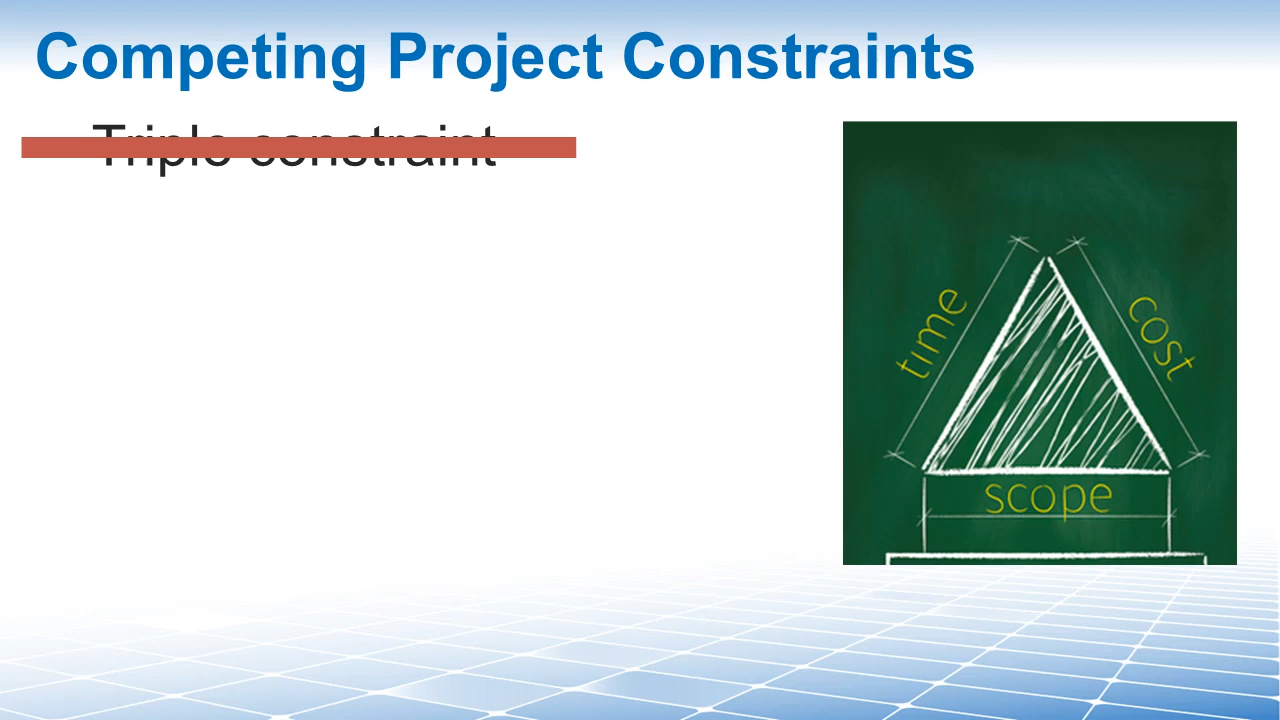 Competing Project Constraints
Triple constraint
time
cost
scope